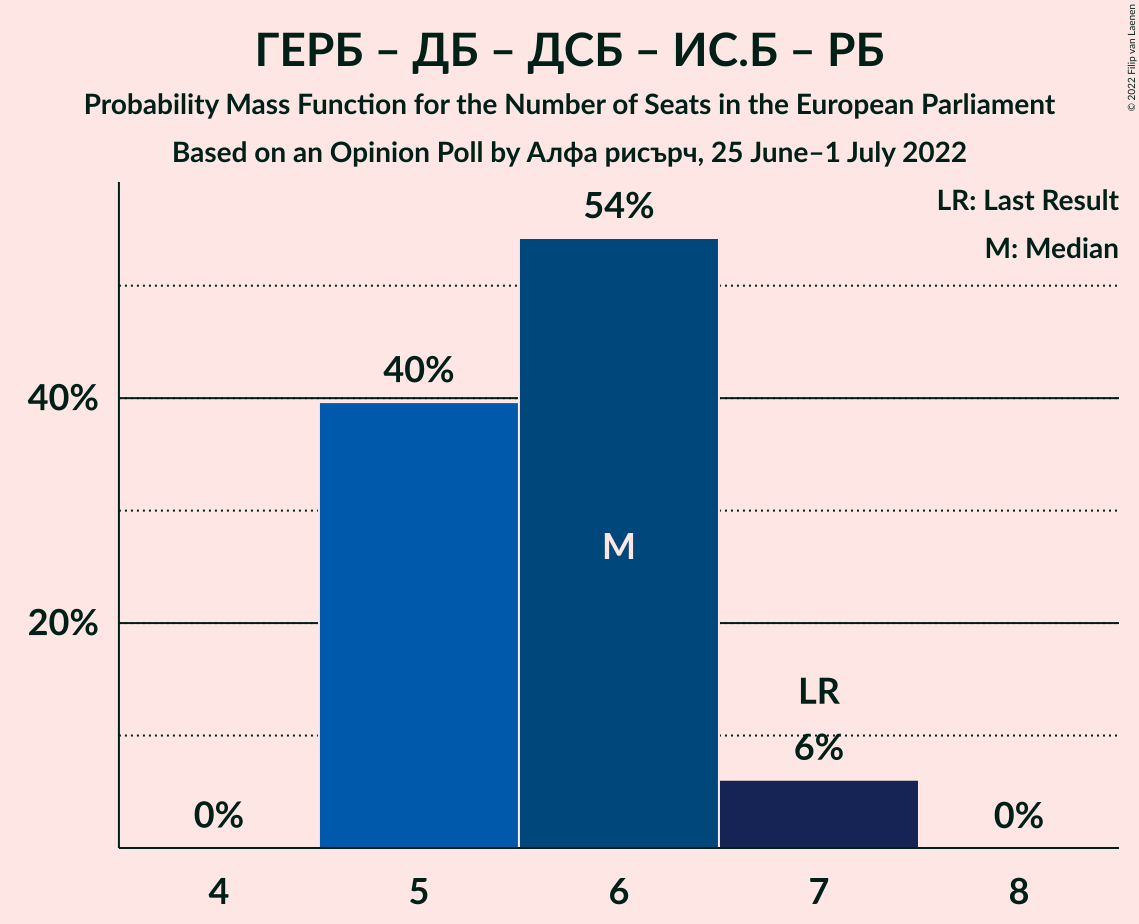 ГЕРБ – ДБ – ДСБ – ИС.Б – РБ
Probability Mass Function for the Number of Seats in the European Parliament
Based on an Opinion Poll by Алфа рисърч, 25 June–1 July 2022
© 2022 Filip van Laenen
LR: Last Result
M: Median
54%
40%
40%
M
20%
LR
6%
0%
0%
4
5
6
7
8